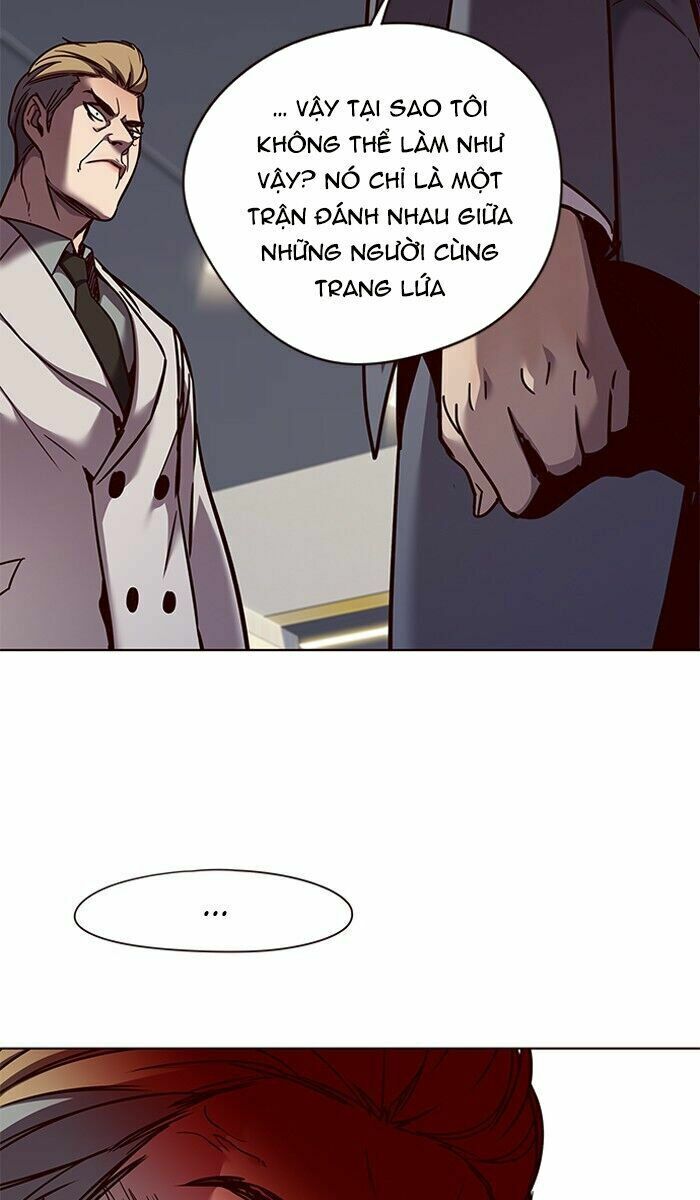 ... VẬY TẠI SAO TÔI
KHÔNG THỂ LÀM NHƯ
VẬY? NÓ CHỈ LÀ MỘT
TRẬN ĐÁNH NHAU GIỮA
NHỮNG NGƯỜI CÙNG
TRANG LỨA
...